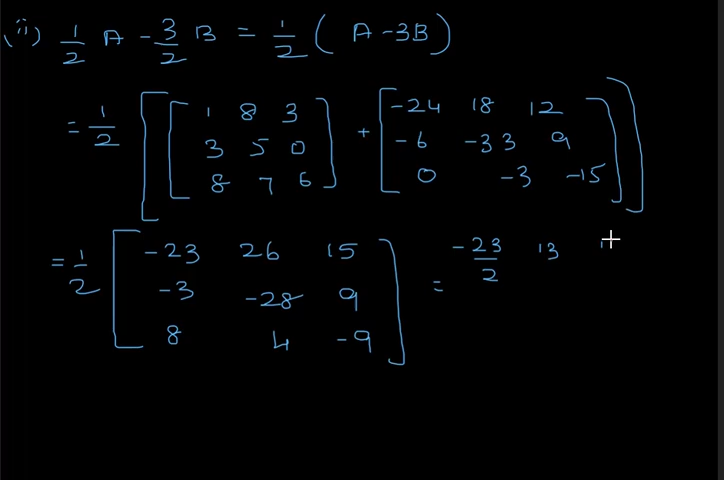 (ii) 1/2 A - 3/2 B = 1/2 ( A - 3B )
= 1/2 [ [ 1 8 3 ] + [ -24 18 12 ] ]
3 5 0 -6 -33 9
8 7 6 0 -3 -15
= 1/2 [ -23 26 15 ] = -23/2 13
-3 -28 9
8 4 -9